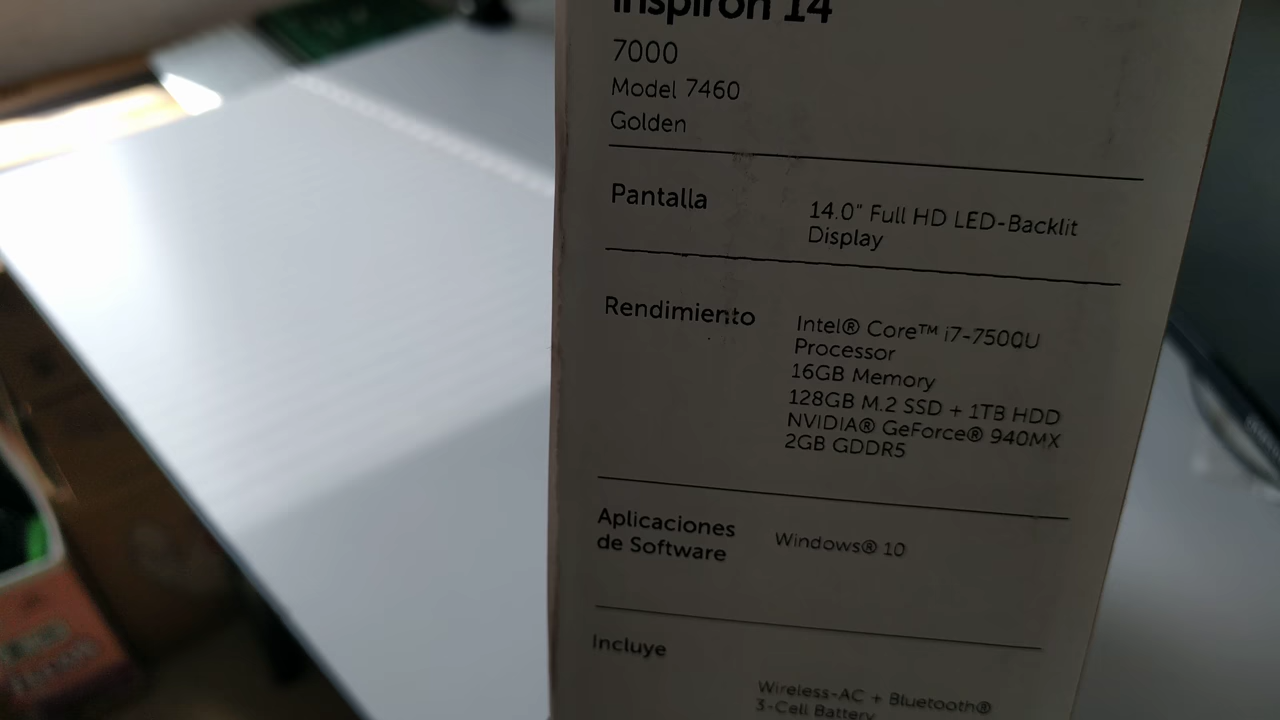 Inspiron 14
7000
Model 7460
Golden
Pantalla
14.0" Full HD LED-Backlit
Display
Rendimiento
Intel® Core™ i7-7500U
Processor
16GB Memory
128GB M.2 SSD + 1TB HDD
NVIDIA® GeForce® 940MX
2GB GDDR5
Aplicaciones
de Software
Windows® 10
Incluye
Wireless-AC + Bluetooth®
3-Cell Battery